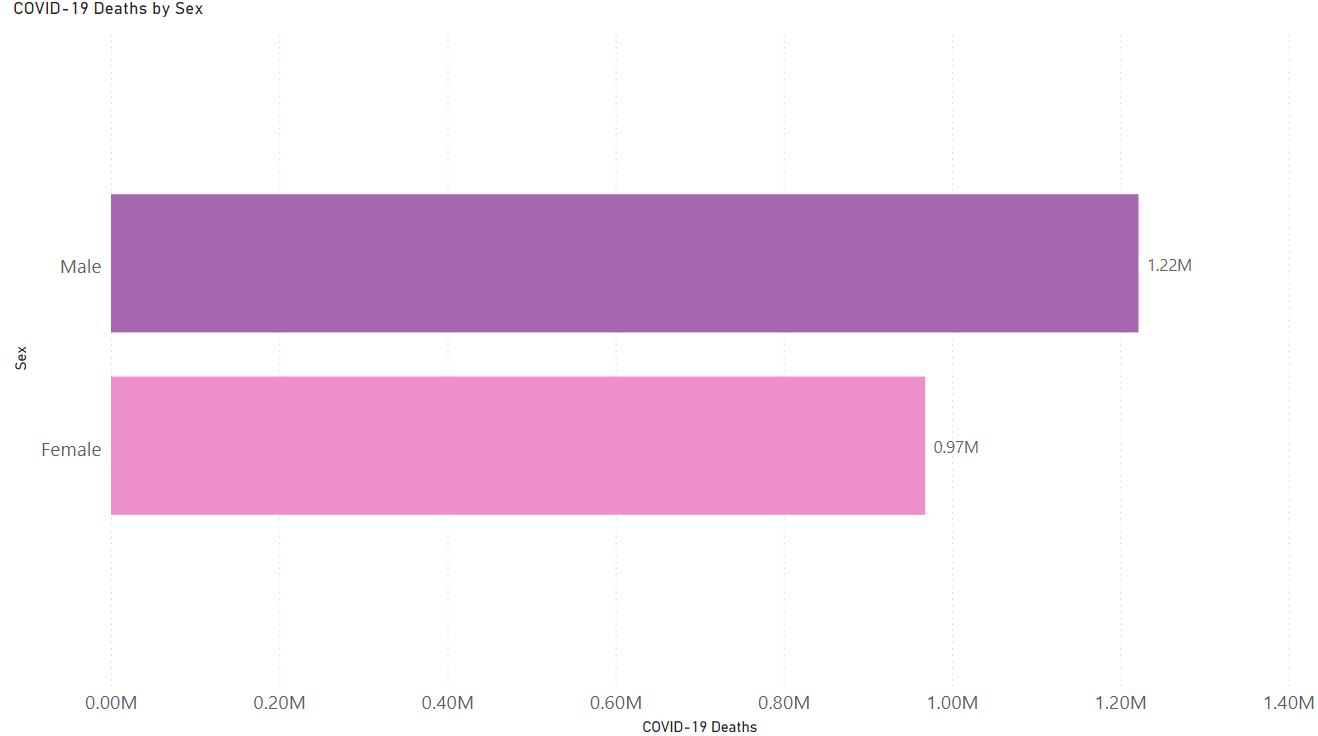 COVID-19 Deaths by Sex
Male
1.22M
Sex
Female
0.97M
0.00M 0.20M 0.40M 0.60M 0.80M 1.00M 1.20M 1.40M
COVID-19 Deaths